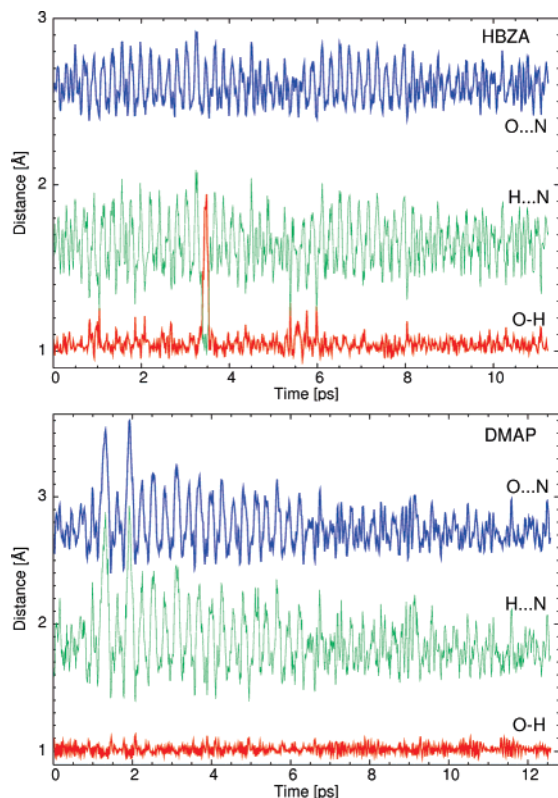 3
HBZA
O...N
Distance [Å]
2
H...N
O-H
1
0 2 4 6 8 10
Time [ps]
DMAP
O...N
3
Distance [Å]
H...N
2
O-H
1
0 2 4 6 8 10 12
Time [ps]